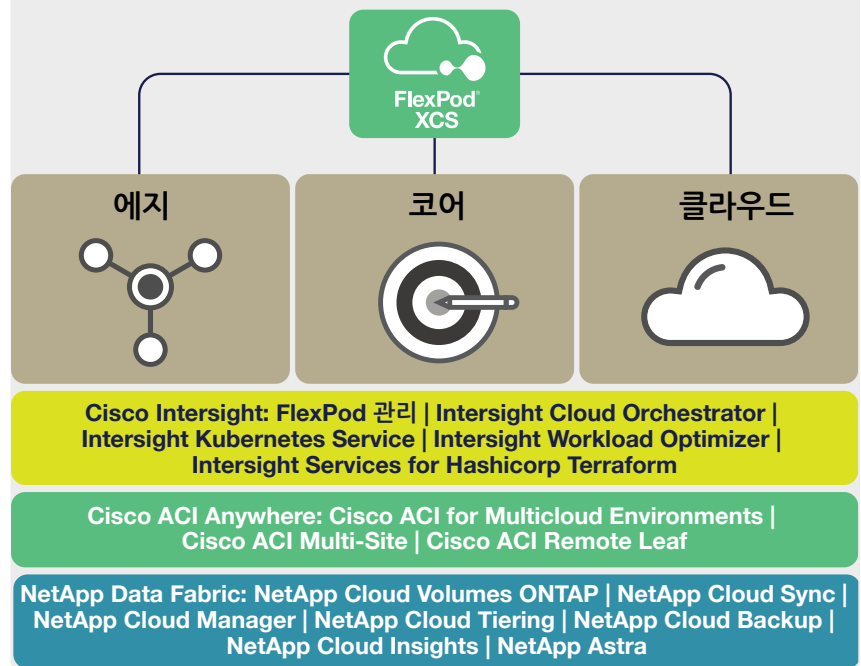 FlexPod®
XCS
에지
코어
클라우드
Cisco Intersight: FlexPod 관리 | Intersight Cloud Orchestrator |
Intersight Kubernetes Service | Intersight Workload Optimizer |
Intersight Services for Hashicorp Terraform
Cisco ACI Anywhere: Cisco ACI for Multicloud Environments |
Cisco ACI Multi-Site | Cisco ACI Remote Leaf
NetApp Data Fabric: NetApp Cloud Volumes ONTAP | NetApp Cloud Sync |
NetApp Cloud Manager | NetApp Cloud Tiering | NetApp Cloud Backup |
NetApp Cloud Insights | NetApp Astra